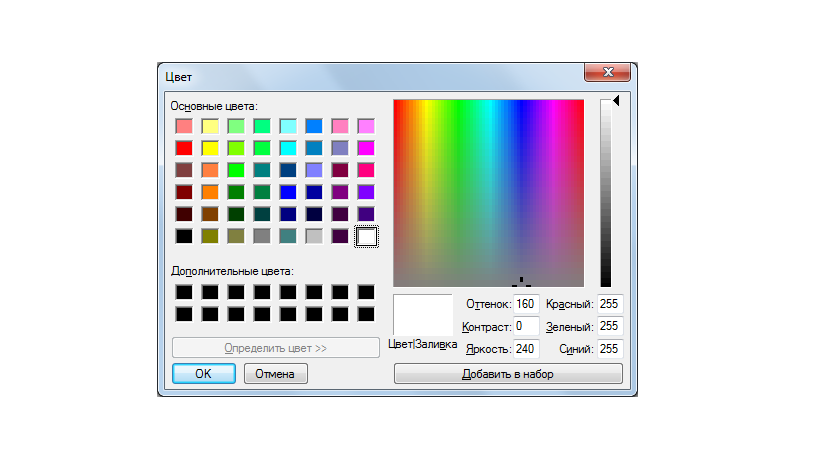 Цвет
Основные цвета:
Дополнительные цвета:
Определить цвет >>
OK
Отмена
Цвет|Заливка
Оттенок: 160
Контраст: 0
Яркость: 240
Красный: 255
Зеленый: 255
Синий: 255
Добавить в набор